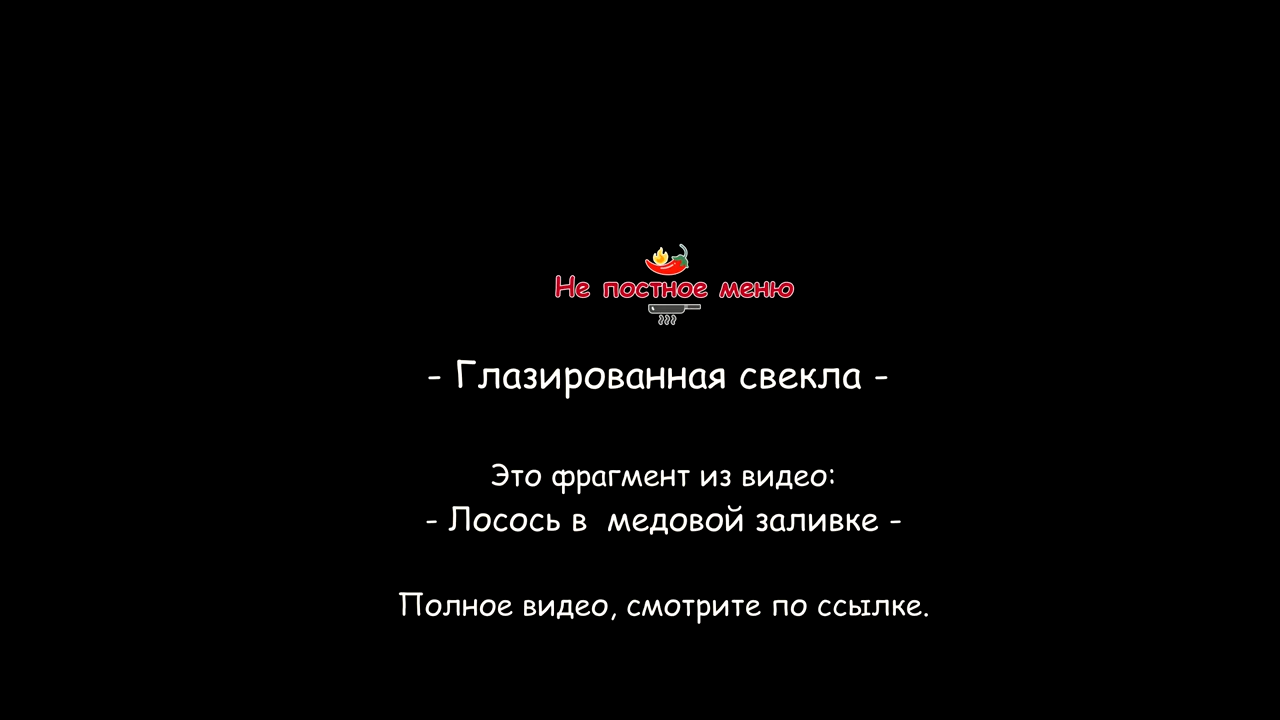 Не постное меню
- Глазированная свекла -
Это фрагмент из видео:
- Лосось в медовой заливке -
Полное видео, смотрите по ссылке.